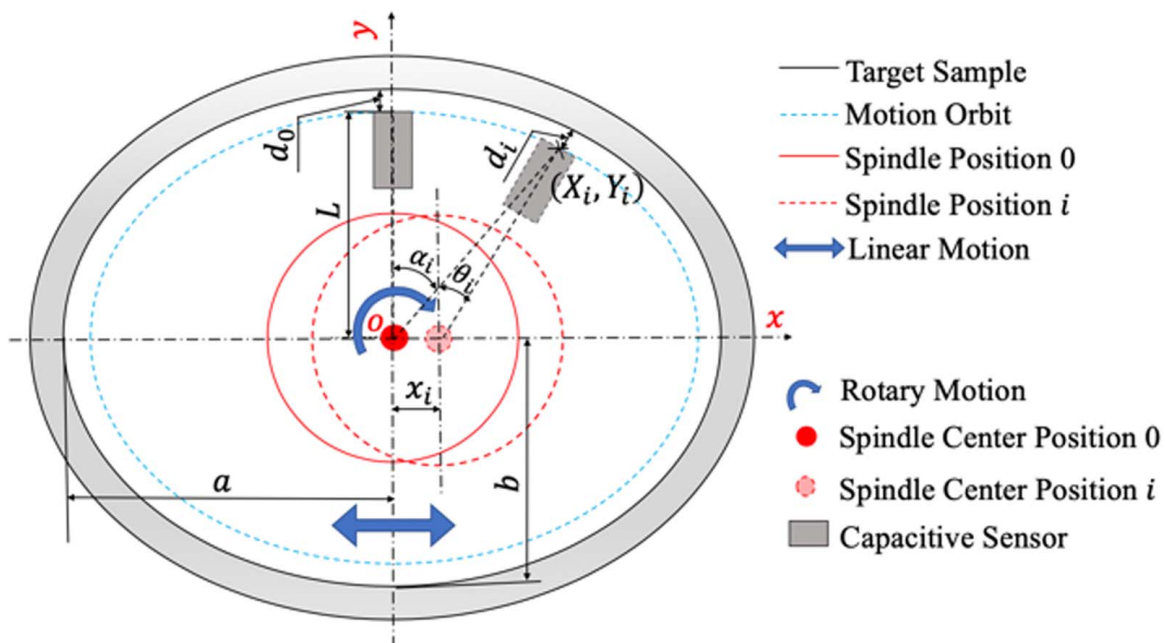 y
Target Sample
Motion Orbit
Spindle Position 0
Spindle Position i
Linear Motion
d₀
L
dᵢ
(Xᵢ, Yᵢ)
αᵢ
θᵢ
o
x
xᵢ
a
b
Rotary Motion
Spindle Center Position 0
Spindle Center Position i
Capacitive Sensor